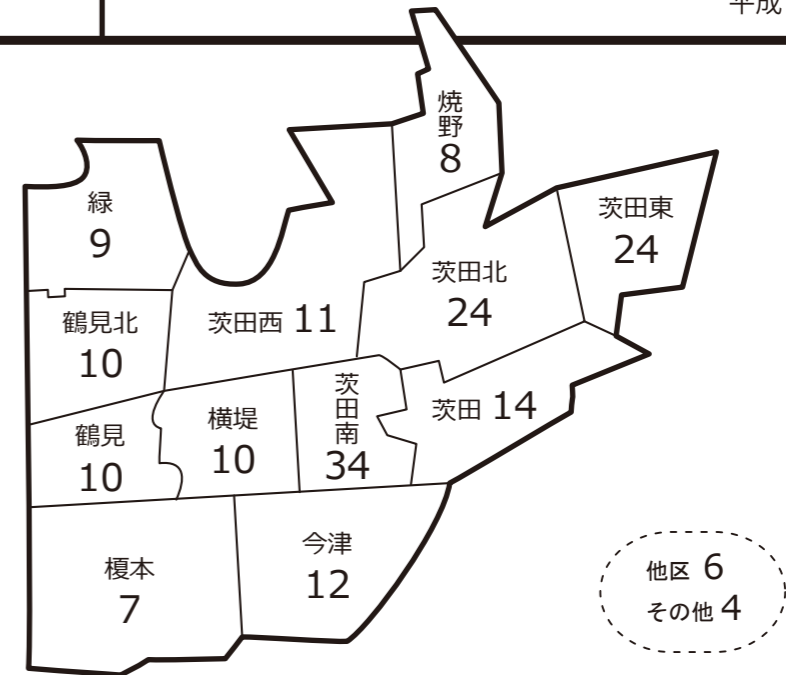 平成
焼野
8
緑
9
茨田東
24
茨田北
24
鶴見北
10
茨田西 11
茨田南
34
茨田 14
横堤
10
鶴見
10
今津
12
榎本
7
他区 6
その他 4